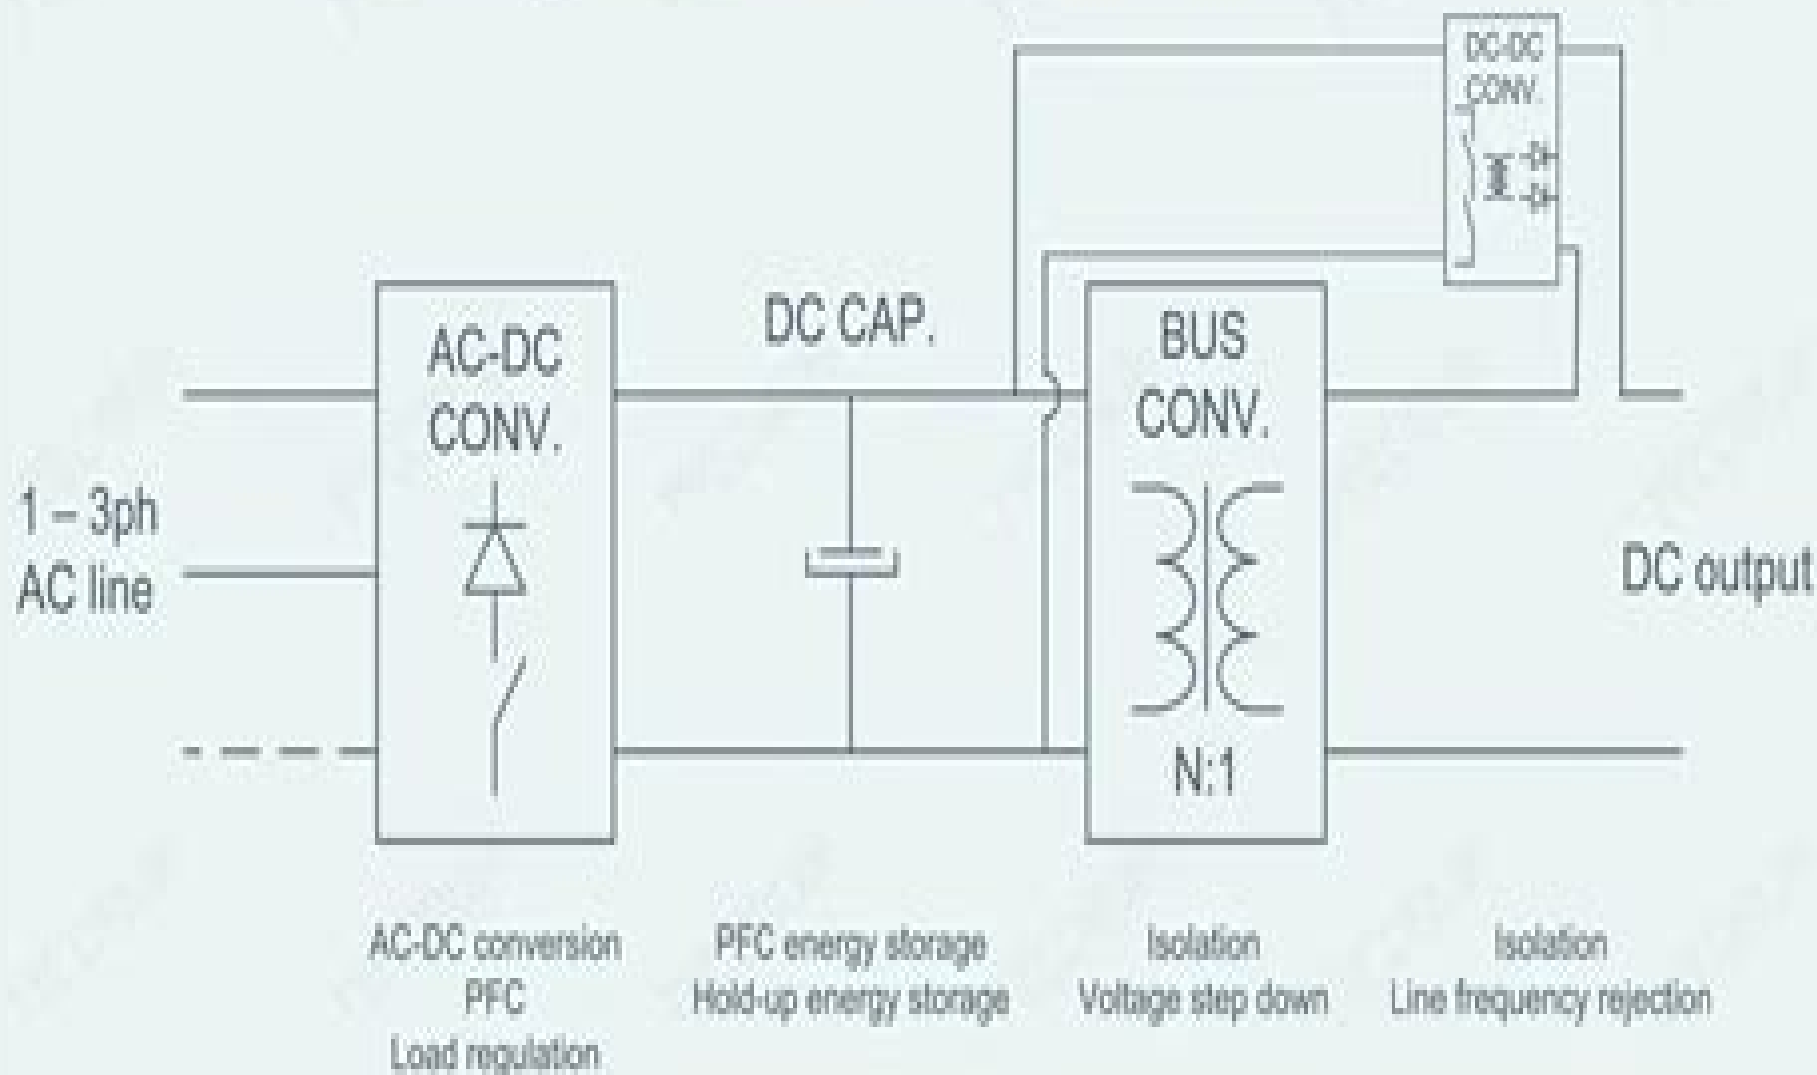 DC-DC
CONV.
AC-DC
CONV.
DC CAP.
BUS
CONV.
1 – 3ph
AC line
DC output
N:1
AC-DC conversion
PFC
Load regulation
PFC energy storage
Hold-up energy storage
Isolation
Voltage step down
Isolation
Line frequency rejection